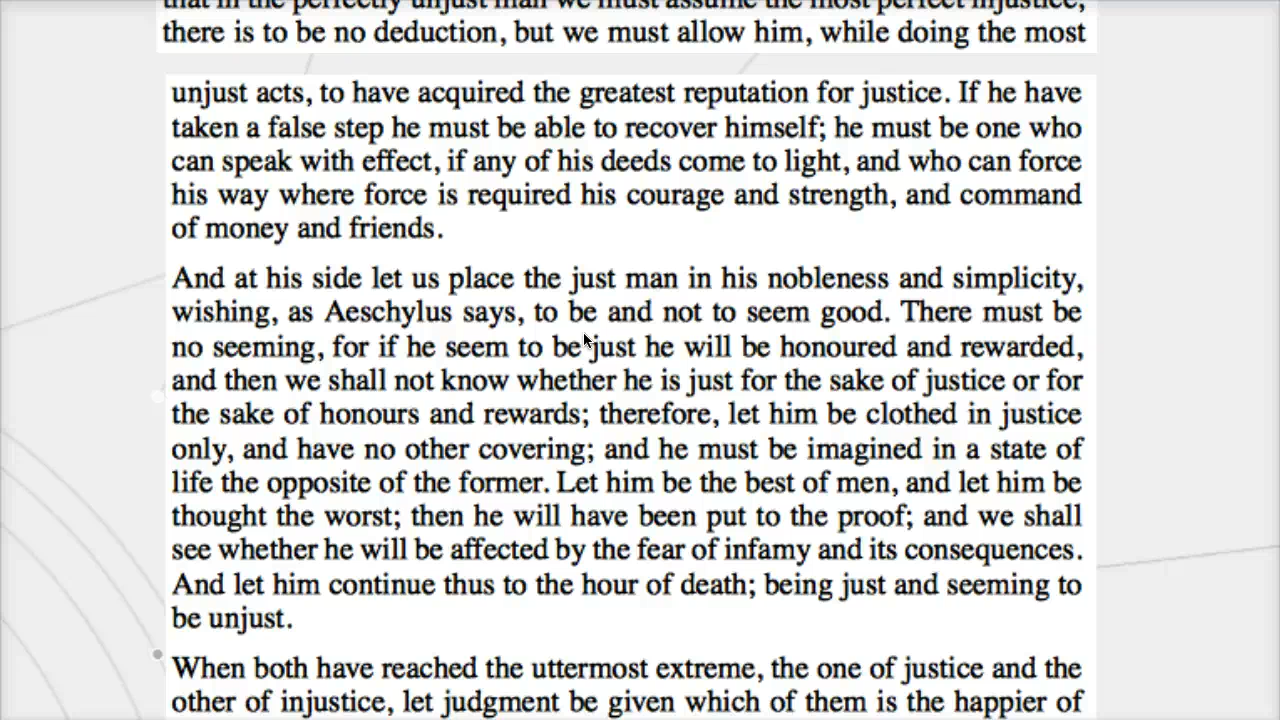 that in the perfectly unjust man we must assume the most perfect injustice;
there is to be no deduction, but we must allow him, while doing the most
unjust acts, to have acquired the greatest reputation for justice. If he have
taken a false step he must be able to recover himself; he must be one who
can speak with effect, if any of his deeds come to light, and who can force
his way where force is required his courage and strength, and command
of money and friends.
And at his side let us place the just man in his nobleness and simplicity,
wishing, as Aeschylus says, to be and not to seem good. There must be
no seeming, for if he seem to be just he will be honoured and rewarded,
and then we shall not know whether he is just for the sake of justice or for
the sake of honours and rewards; therefore, let him be clothed in justice
only, and have no other covering; and he must be imagined in a state of
life the opposite of the former. Let him be the best of men, and let him be
thought the worst; then he will have been put to the proof; and we shall
see whether he will be affected by the fear of infamy and its consequences.
And let him continue thus to the hour of death; being just and seeming to
be unjust.
When both have reached the uttermost extreme, the one of justice and the
other of injustice, let judgment be given which of them is the happier of